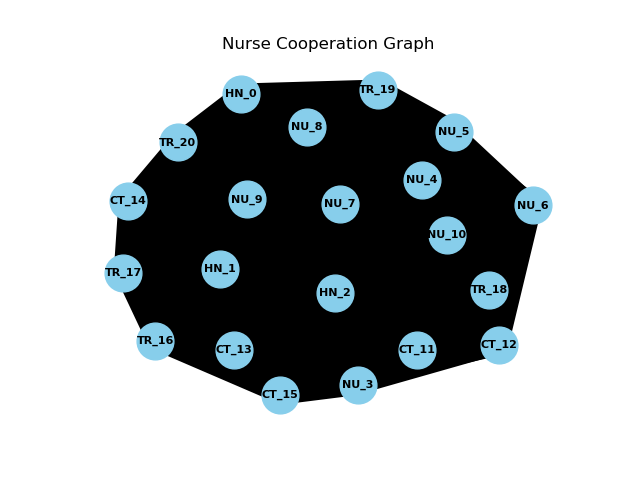 Nurse Cooperation Graph
HN_0
TR_19
NU_8
NU_5
TR_20
NU_4
CT_14
NU_9
NU_7
NU_6
NU_10
TR_17
HN_1
HN_2
TR_18
TR_16
CT_13
CT_11
CT_12
CT_15
NU_3